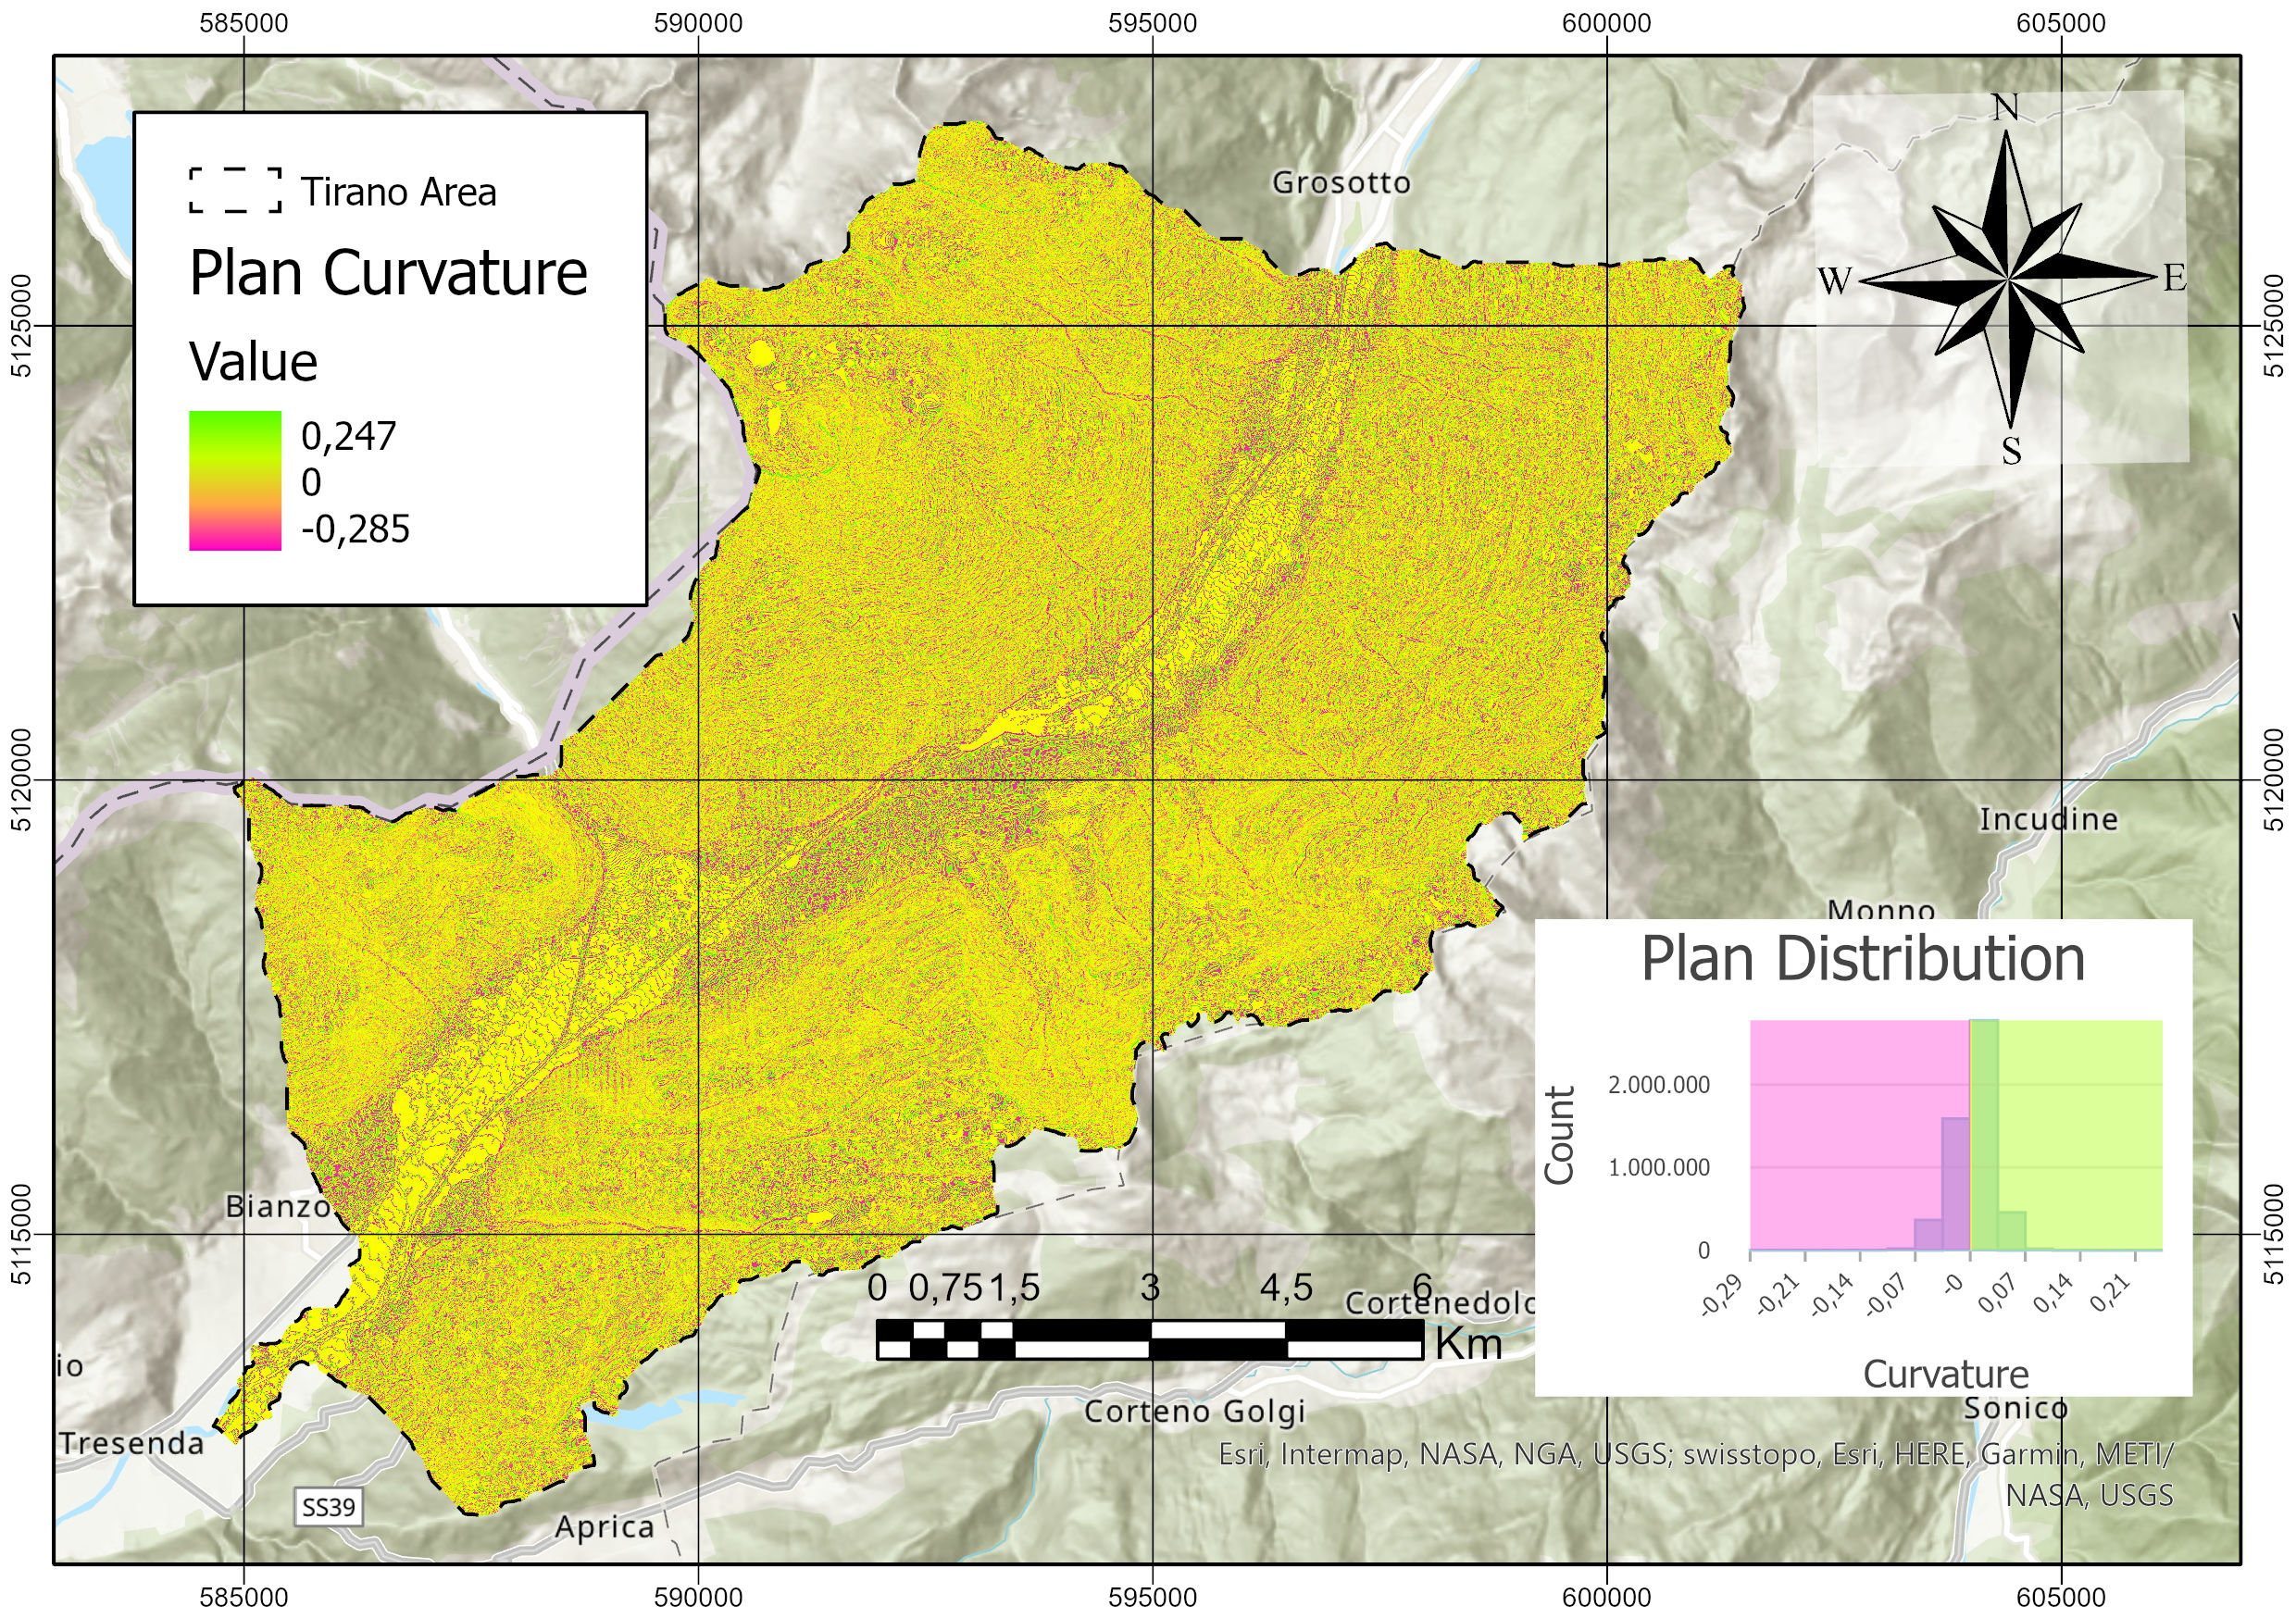 585000 590000 595000 600000 605000
Tirano Area
Plan Curvature
Value
0,247
0
-0,285
Grosotto
N
W E
S
5125000 5125000
5120000 5120000
5115000 5115000
Incudine
Monno
Plan Distribution
Count
2.000.000
1.000.000
0
-0,29 -0,21 -0,14 -0,07 -0 0,07 0,14 0,21
Curvature
Bianzo
0 0,75 1,5 3 4,5 6
Km
Cortenedolo
io
Tresenda
SS39
Aprica
Corteno Golgi
Sonico
Esri, Intermap, NASA, NGA, USGS; swisstopo, Esri, HERE, Garmin, METI/
NASA, USGS
585000 590000 595000 600000 605000